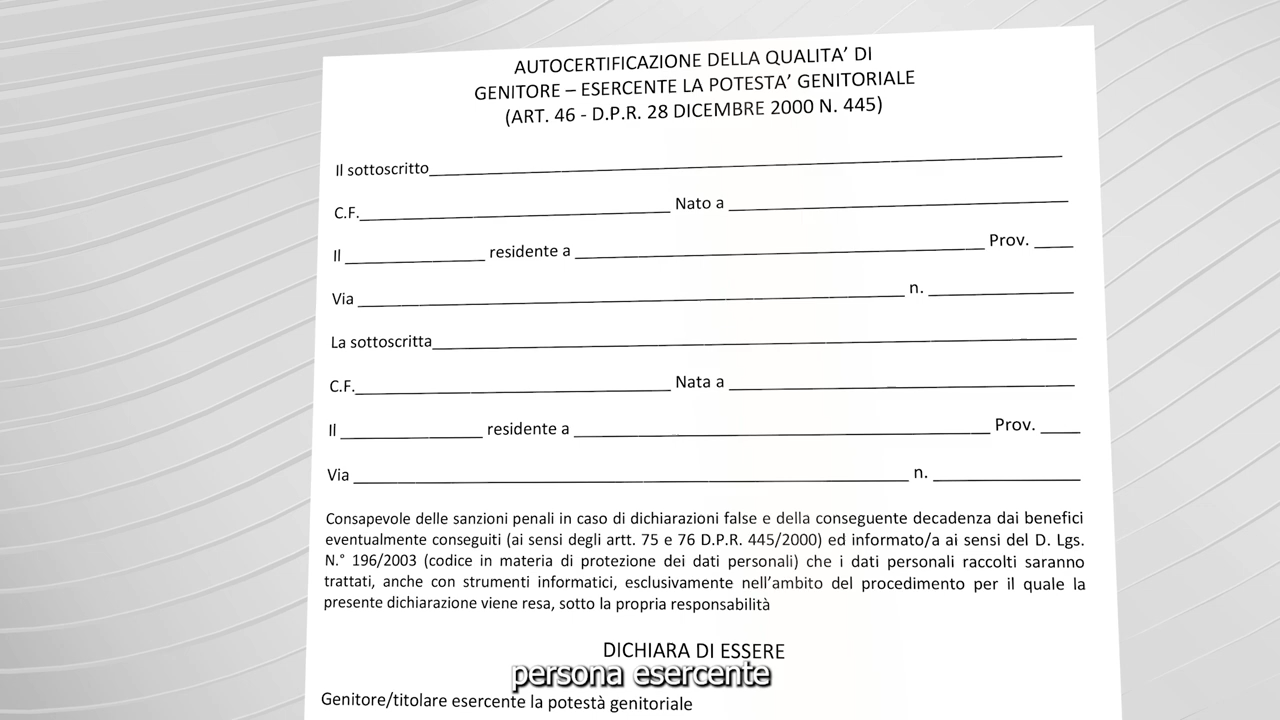 AUTOCERTIFICAZIONE DELLA QUALITA’ DI
GENITORE – ESERCENTE LA POTESTA’ GENITORIALE
(ART. 46 - D.P.R. 28 DICEMBRE 2000 N. 445)
Il sottoscritto
C.F. Nato a
Il residente a Prov.
Via n.
La sottoscritta
C.F. Nata a
Il residente a Prov.
Via n.
Consapevole delle sanzioni penali in caso di dichiarazioni false e della conseguente decadenza dai benefici
eventualmente conseguiti (ai sensi degli artt. 75 e 76 D.P.R. 445/2000) ed informato/a ai sensi del D. Lgs.
N.° 196/2003 (codice in materia di protezione dei dati personali) che i dati personali raccolti saranno
trattati, anche con strumenti informatici, esclusivamente nell’ambito del procedimento per il quale la
presente dichiarazione viene resa, sotto la propria responsabilità
DICHIARA DI ESSERE
persona esercente
Genitore/titolare esercente la potestà genitoriale